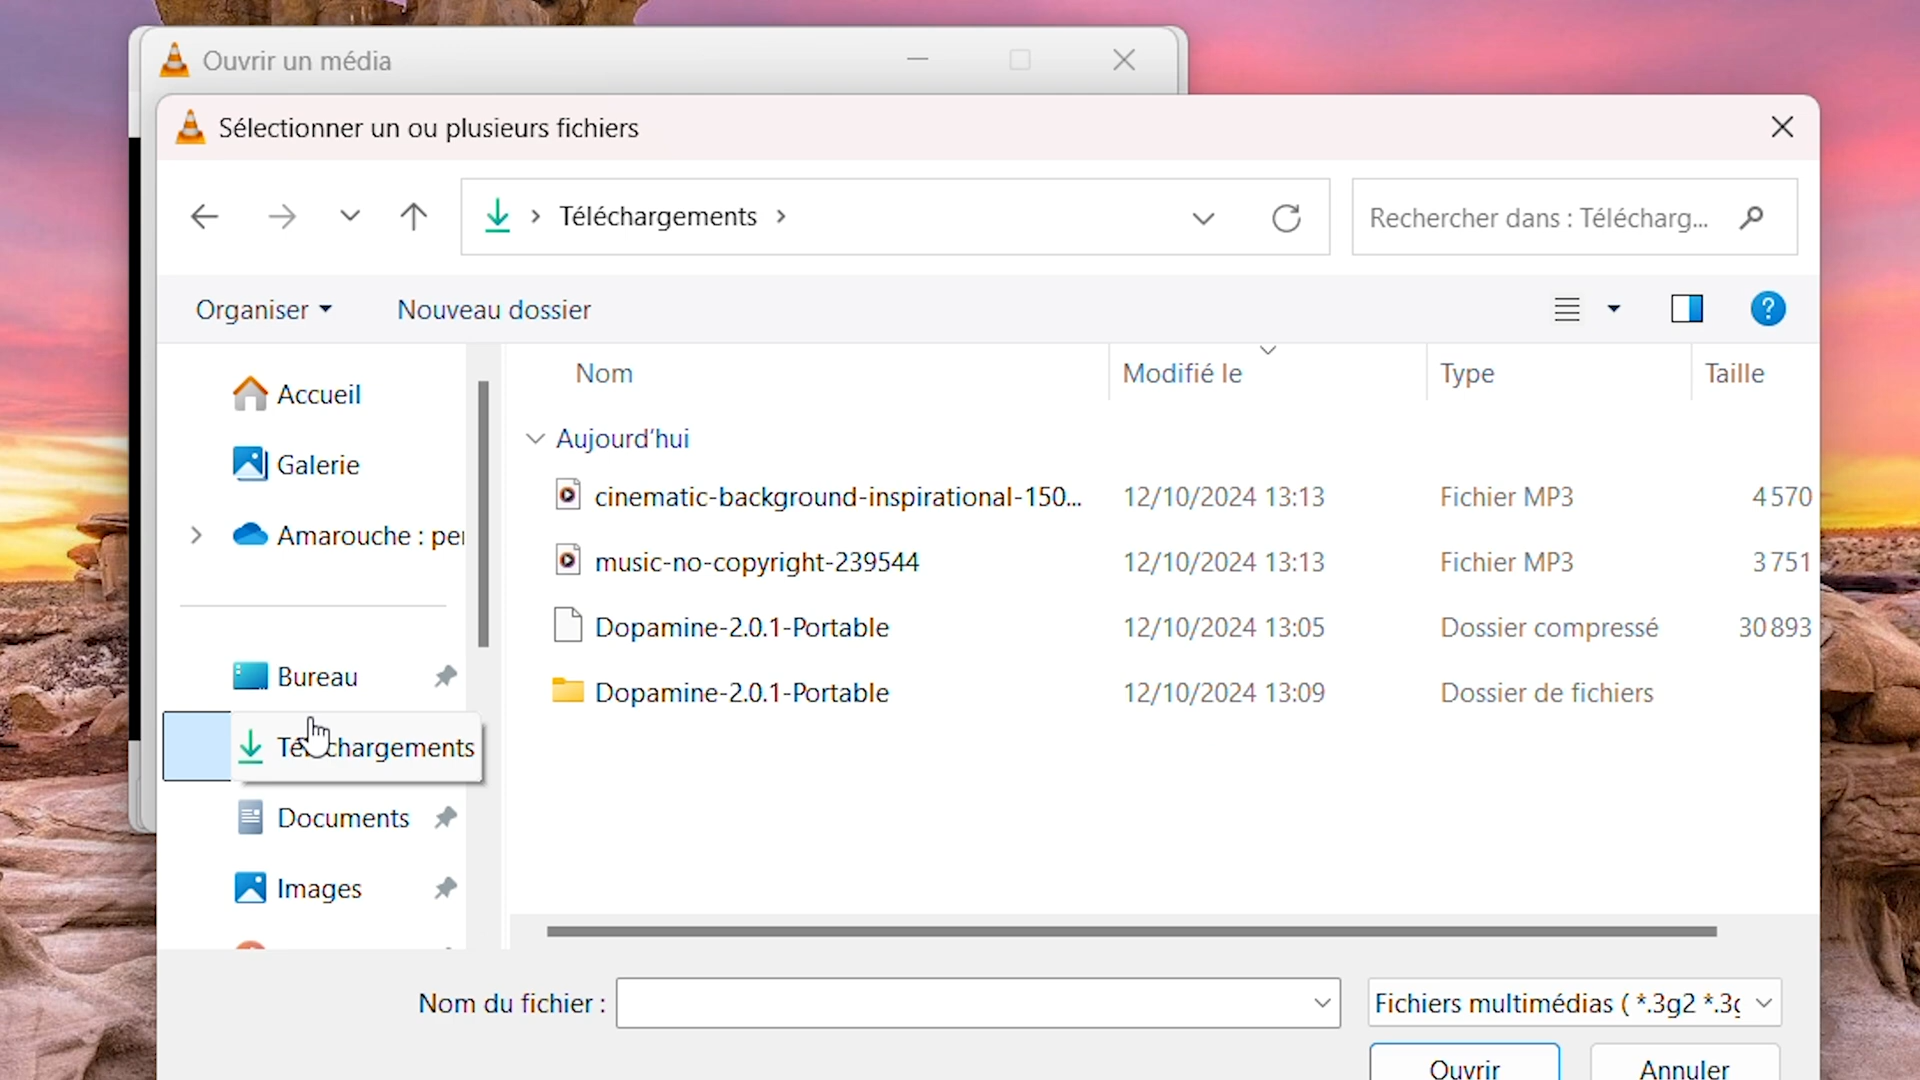 Ouvrir un média
Sélectionner un ou plusieurs fichiers
Téléchargements
Rechercher dans : Télécharg...
Organiser
Nouveau dossier
Accueil
Galerie
Amarouche : per
Bureau
Téléchargements
Documents
Images
Nom Modifié le Type Taille
Aujourd'hui
cinematic-background-inspirational-150... 12/10/2024 13:13 Fichier MP3 4 570
music-no-copyright-239544 12/10/2024 13:13 Fichier MP3 3 751
Dopamine-2.0.1-Portable 12/10/2024 13:05 Dossier compressé 30 893
Dopamine-2.0.1-Portable 12/10/2024 13:09 Dossier de fichiers
Nom du fichier :
Fichiers multimédias ( *.3g2 *.3g
Ouvrir
Annuler